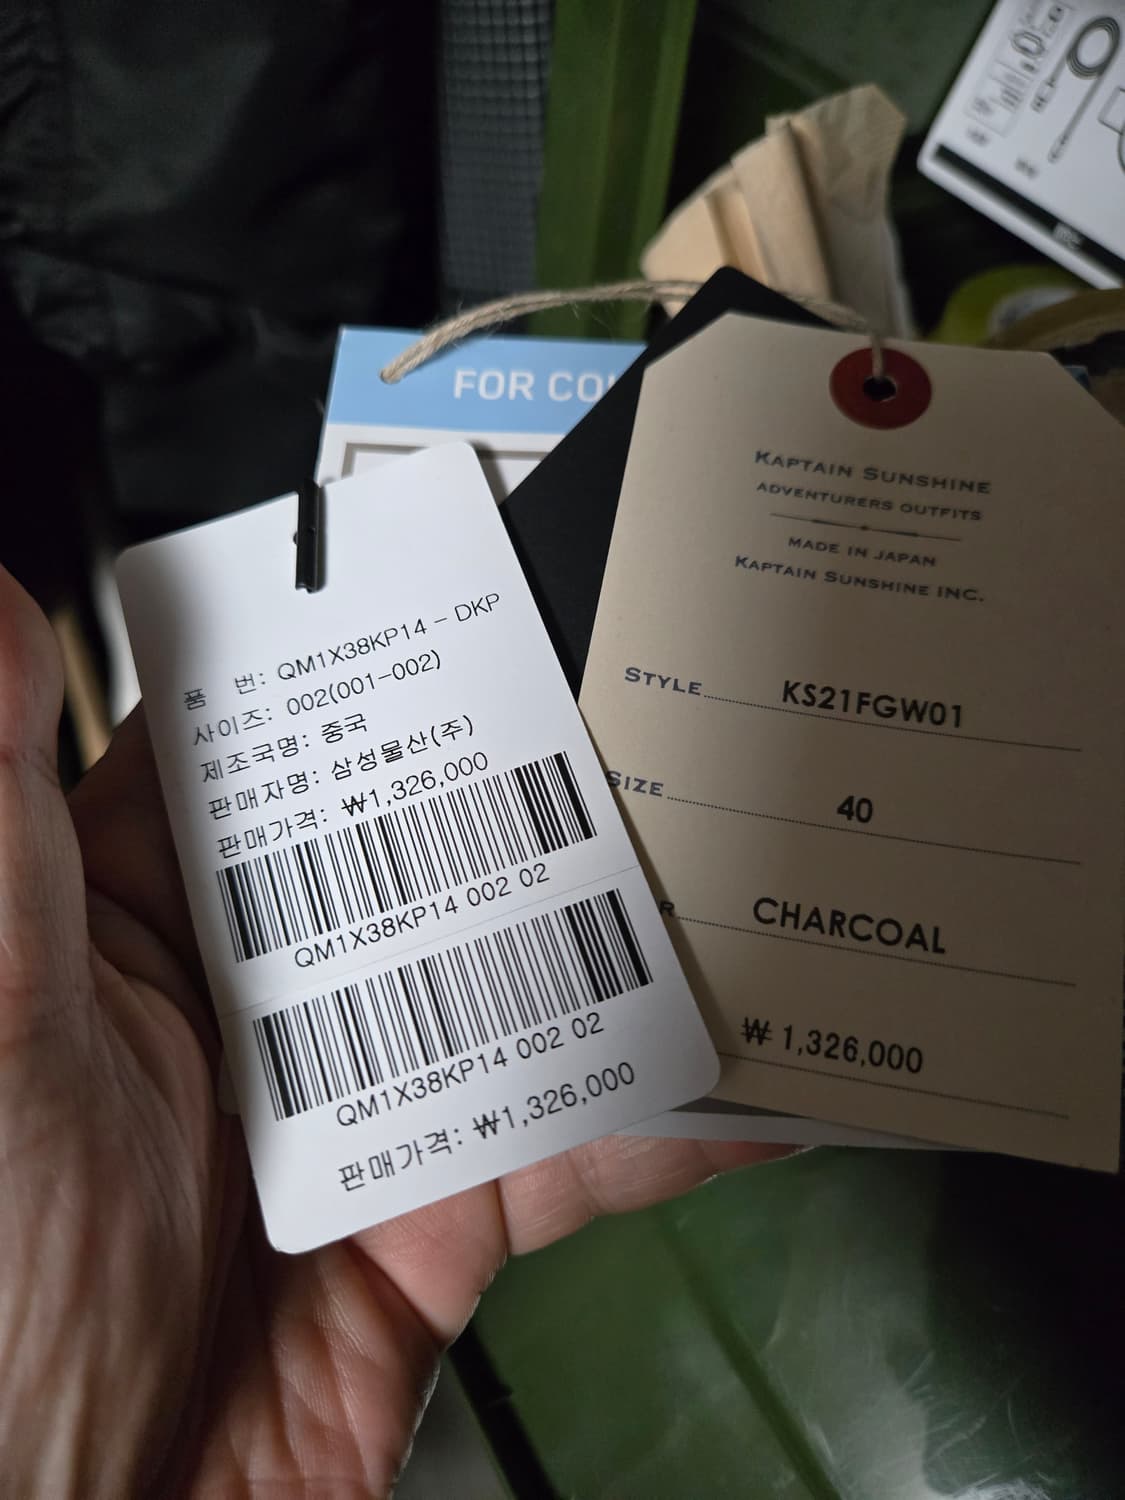 FOR CO
품 번: QM1X38KP14 - DKP
사이즈: 002(001-002)
제조국명: 중국
판매자명: 삼성물산(주)
판매가격: ₩1,326,000
QM1X38KP14 002 02
QM1X38KP14 002 02
판매가격: ₩1,326,000
KAPTAIN SUNSHINE
ADVENTURERS OUTFITS
MADE IN JAPAN
KAPTAIN SUNSHINE INC.
STYLE KS21FGW01
SIZE 40
R CHARCOAL
₩ 1,326,000